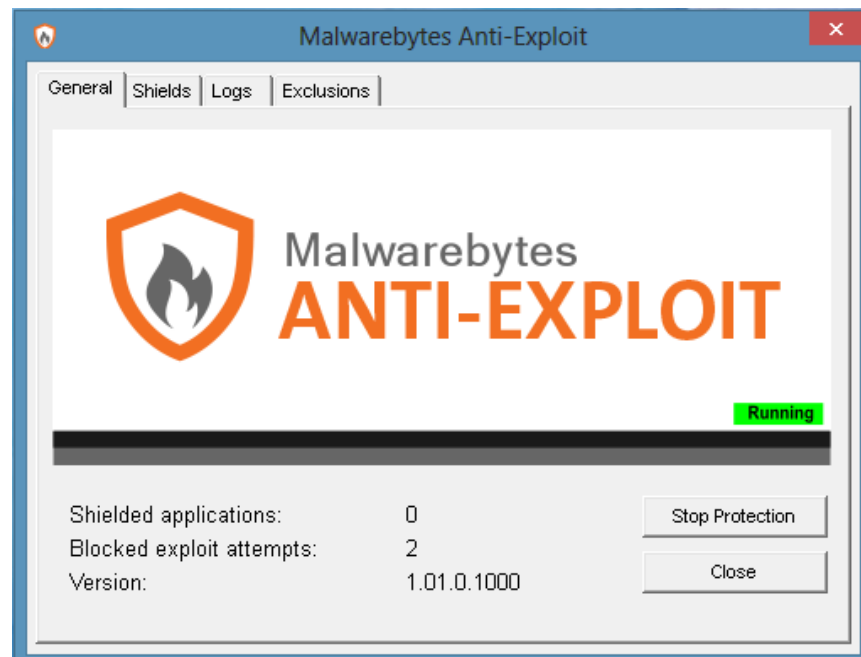 Malwarebytes Anti-Exploit
General Shields Logs Exclusions
Malwarebytes
ANTI-EXPLOIT
Running
Shielded applications: 0
Blocked exploit attempts: 2
Version: 1.01.0.1000
Stop Protection
Close